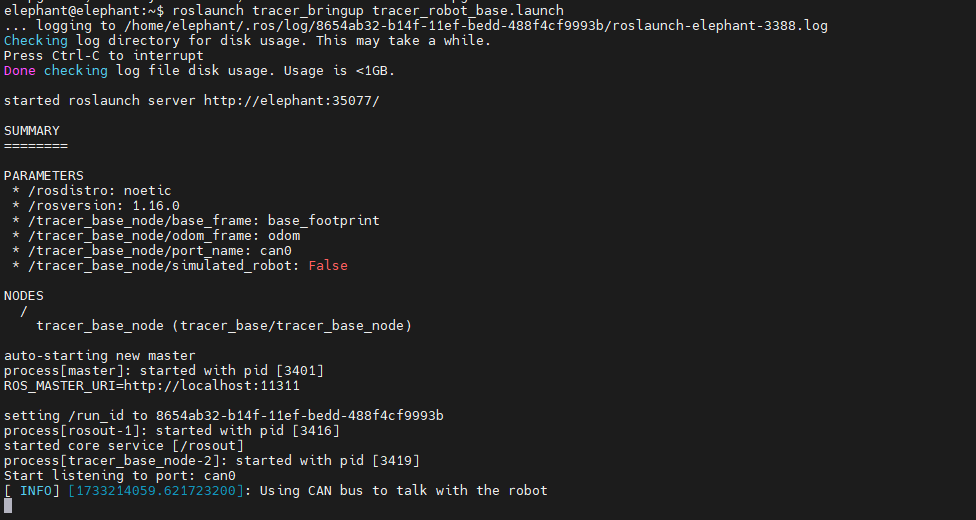 elephant@elephant:~$ roslaunch tracer_bringup tracer_robot_base.launch
... logging to /home/elephant/.ros/log/8654ab32-b14f-11ef-bedd-488f4cf9993b/roslaunch-elephant-3388.log
Checking log directory for disk usage. This may take a while.
Press Ctrl-C to interrupt
Done checking log file disk usage. Usage is <1GB.

started roslaunch server http://elephant:35077/

SUMMARY
========

PARAMETERS
 * /rosdistro: noetic
 * /rosversion: 1.16.0
 * /tracer_base_node/base_frame: base_footprint
 * /tracer_base_node/odom_frame: odom
 * /tracer_base_node/port_name: can0
 * /tracer_base_node/simulated_robot: False

NODES
  /
    tracer_base_node (tracer_base/tracer_base_node)

auto-starting new master
process[master]: started with pid [3401]
ROS_MASTER_URI=http://localhost:11311

setting /run_id to 8654ab32-b14f-11ef-bedd-488f4cf9993b
process[rosout-1]: started with pid [3416]
started core service [/rosout]
process[tracer_base_node-2]: started with pid [3419]
Start listening to port: can0
[ INFO] [1733214059.621723200]: Using CAN bus to talk with the robot